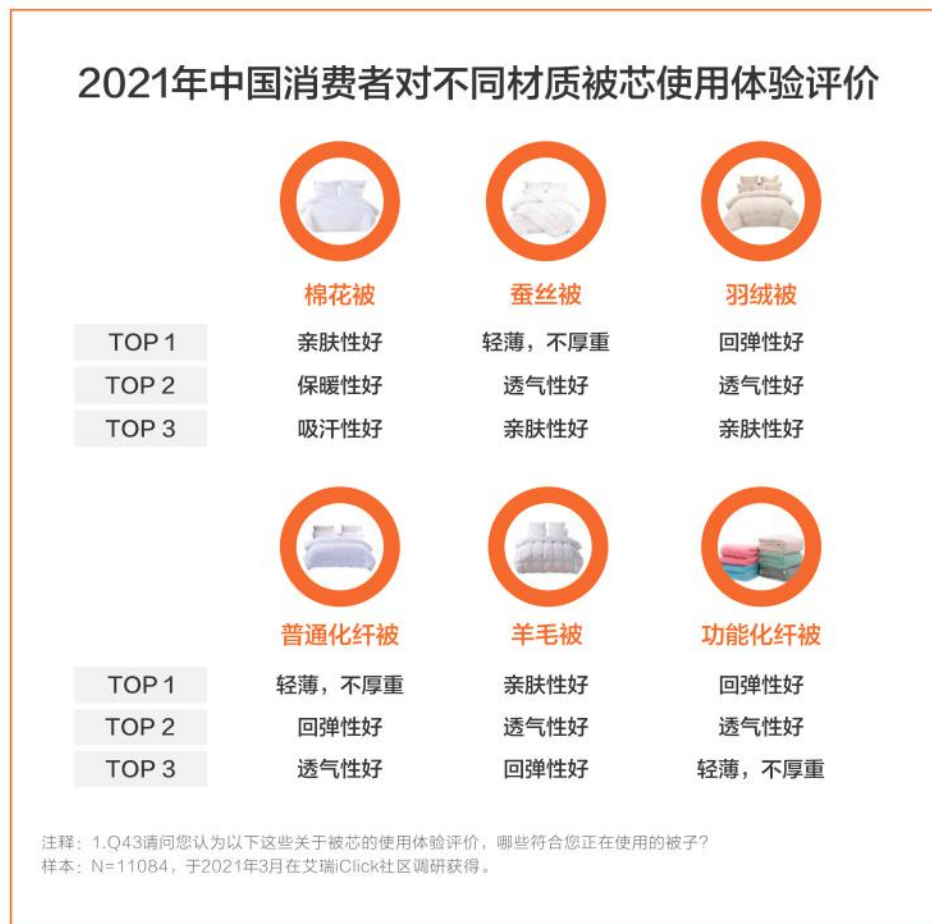 2021年中国消费者对不同材质被芯使用体验评价
棉花被 蚕丝被 羽绒被
TOP 1 亲肤性好 轻薄，不厚重 回弹性好
TOP 2 保暖性好 透气性好 透气性好
TOP 3 吸汗性好 亲肤性好 亲肤性好
普通化纤被 羊毛被 功能化纤被
TOP 1 轻薄，不厚重 亲肤性好 回弹性好
TOP 2 回弹性好 透气性好 透气性好
TOP 3 透气性好 回弹性好 轻薄，不厚重
注释：1.Q43请问您认为以下这些关于被芯的使用体验评价，哪些符合您正在使用的被子？
样本：N=11084，于2021年3月在艾瑞iClick社区调研获得。